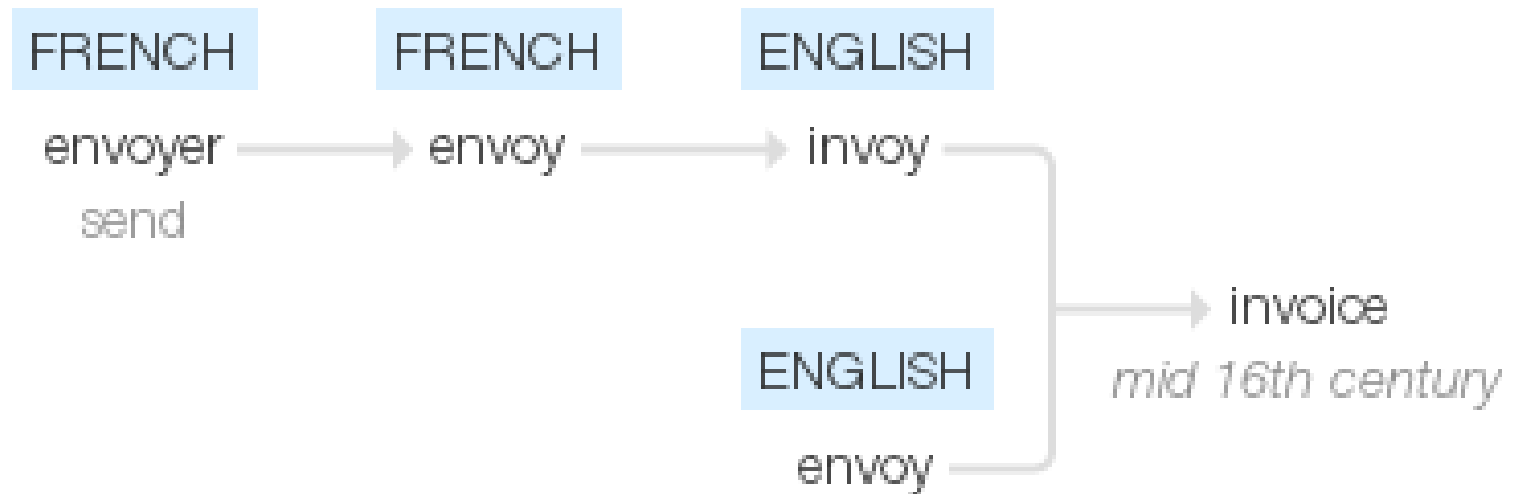 FRENCH FRENCH ENGLISH
envoyer envoy invoy
send
invoice
ENGLISH
mid 16th century
envoy